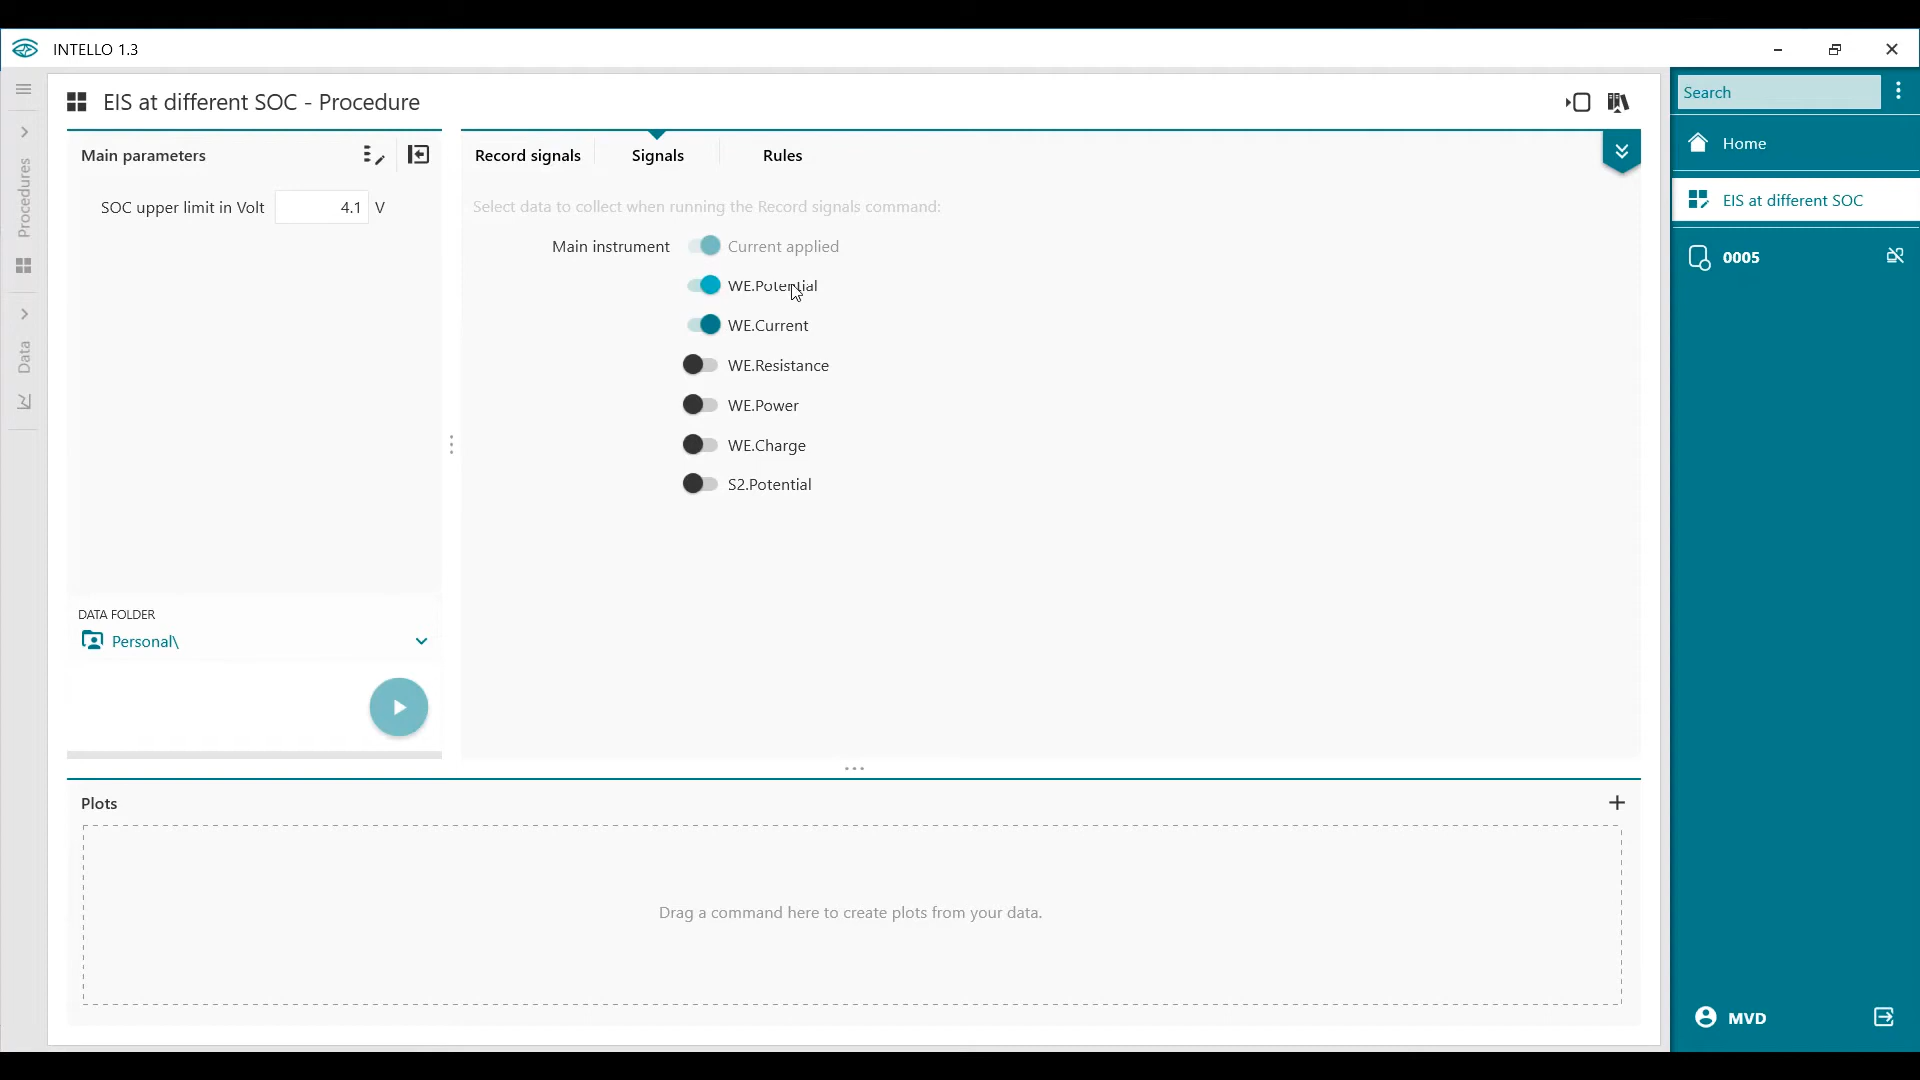 INTELLO 1.3
EIS at different SOC - Procedure
Search
Home
EIS at different SOC
0005
Procedures
Data
Main parameters
SOC upper limit in Volt 4.1 V
DATA FOLDER
Personal\
Record signals Signals Rules
Select data to collect when running the Record signals command:
Main instrument Current applied
WE.Potential
WE.Current
WE.Resistance
WE.Power
WE.Charge
S2.Potential
Plots
Drag a command here to create plots from your data.
MVD